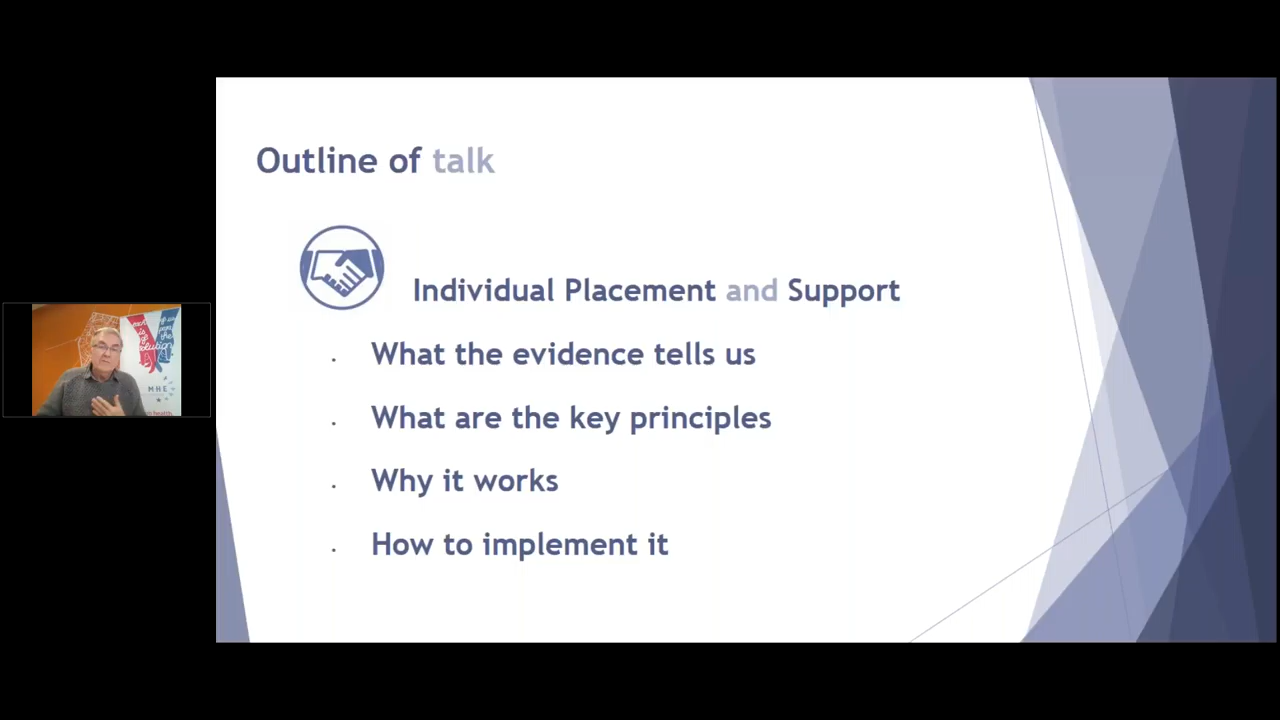 Outline of talk
Individual Placement and Support
. What the evidence tells us
. What are the key principles
. Why it works
. How to implement it
MHE